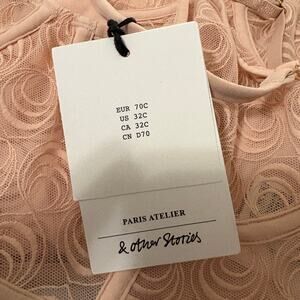 EUR 70C
US 32C
CA 32C
CN D70
PARIS ATELIER
& other Stories